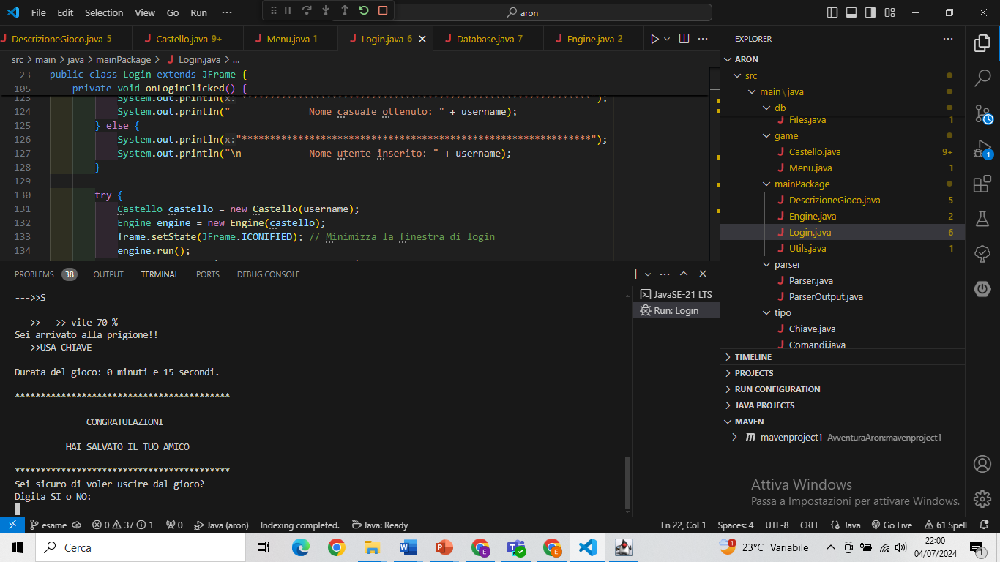 File Edit Selection View Go Run ··· aron
DescrizioneGioco.java 5 Castello.java 9+ Menu.java 1 Login.java 6 Database.java 7 Engine.java 2
src > main > java > mainPackage > Login.java > ...
23 public class Login extends JFrame {
105 private void onLoginClicked() {
123 System.out.println(x: "**************************************************************");
124 System.out.println("            Nome casuale ottenuto: " + username);
125 } else {
126 System.out.println(x:"**************************************************************");
127 System.out.println("\n            Nome utente inserito: " + username);
128 }
129
130 try {
131 Castello castello = new Castello(username);
132 Engine engine = new Engine(castello);
133 frame.setState(JFrame.ICONIFIED); // Minimizza la finestra di login
134 engine.run();
PROBLEMS 38 OUTPUT TERMINAL PORTS DEBUG CONSOLE
--->>S
--->>--->> vite 70 %
Sei arrivato alla prigione!!
--->>USA CHIAVE
Durata del gioco: 0 minuti e 15 secondi.
******************************************
CONGRATULAZIONI
HAI SALVATO IL TUO AMICO
******************************************
Sei sicuro di voler uscire dal gioco?
Digita SI o NO:
JavaSE-21 LTS
Run: Login
EXPLORER
ARON
src
main\java
db
Files.java 1
game
Castello.java 9+
Menu.java 1
mainPackage
DescrizioneGioco.java 5
Engine.java 2
Login.java 6
Utils.java 1
parser
Parser.java
ParserOutput.java
tipo
Chiave.java
Comandi.java
TIMELINE
PROJECTS
RUN CONFIGURATION
JAVA PROJECTS
MAVEN
mavenproject1 AvventuraAron:mavenproject1
1
Attiva Windows
Passa a Impostazioni per attivare Windows.
esame 0 37 1 0 Java (aron) Indexing completed. Java: Ready Ln 22, Col 1 Spaces: 4 UTF-8 CRLF {} Java Go Live 61 Spell
Cerca 23°C Variabile 22:00
04/07/2024